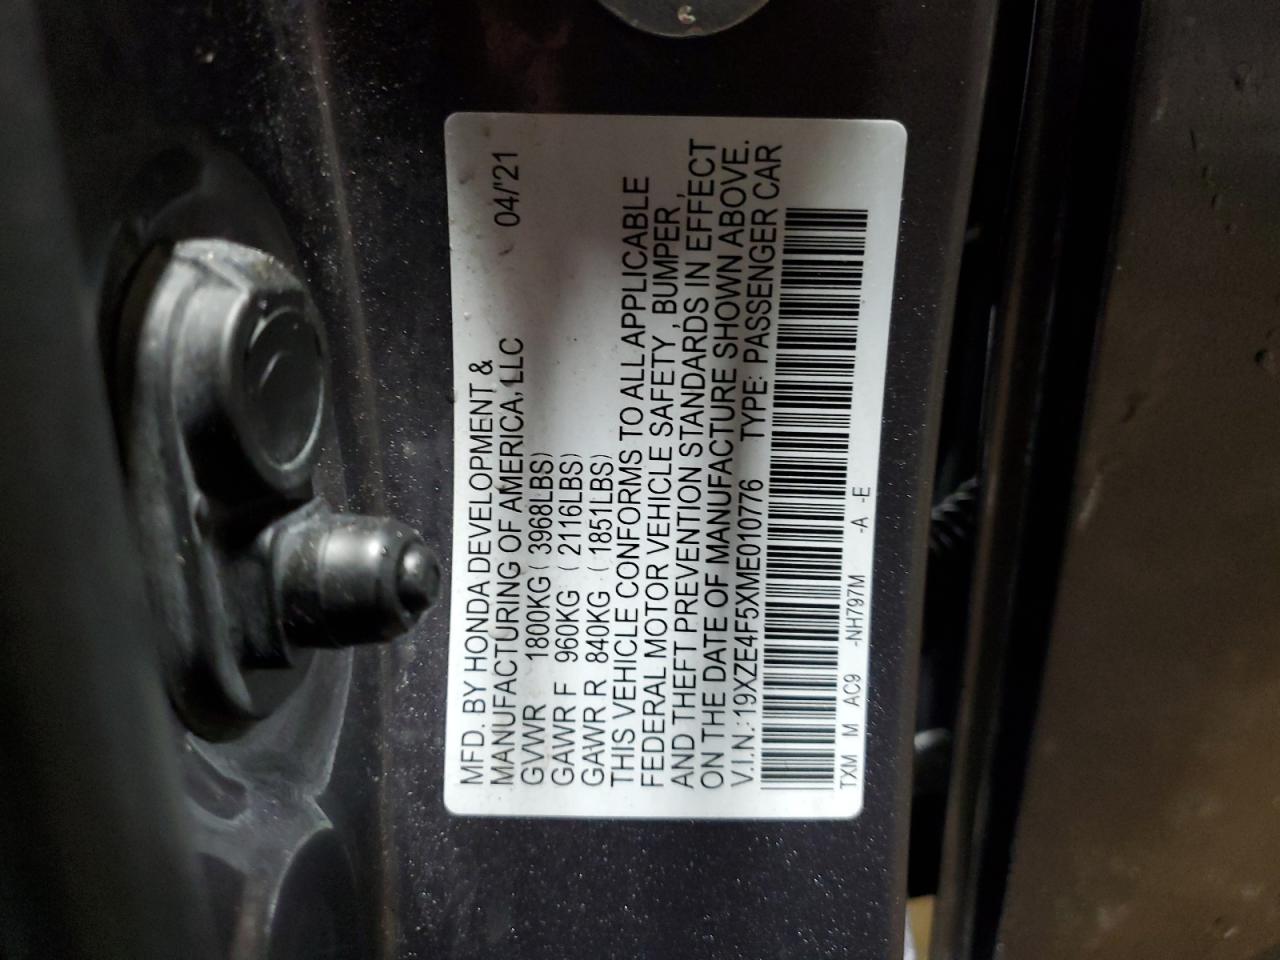 MFD. BY HONDA DEVELOPMENT &
MANUFACTURING OF AMERICA, LLC 04/'21
GVWR 1800KG ( 3968LBS)
GAWR F 960KG ( 2116LBS)
GAWR R 840KG ( 1851LBS)
THIS VEHICLE CONFORMS TO ALL APPLICABLE
FEDERAL MOTOR VEHICLE SAFETY, BUMPER,
AND THEFT PREVENTION STANDARDS IN EFFECT
ON THE DATE OF MANUFACTURE SHOWN ABOVE.
V.I.N.: 19XZE4F5XME010776 TYPE: PASSENGER CAR
TXM M AC9 -NH797M -A -E